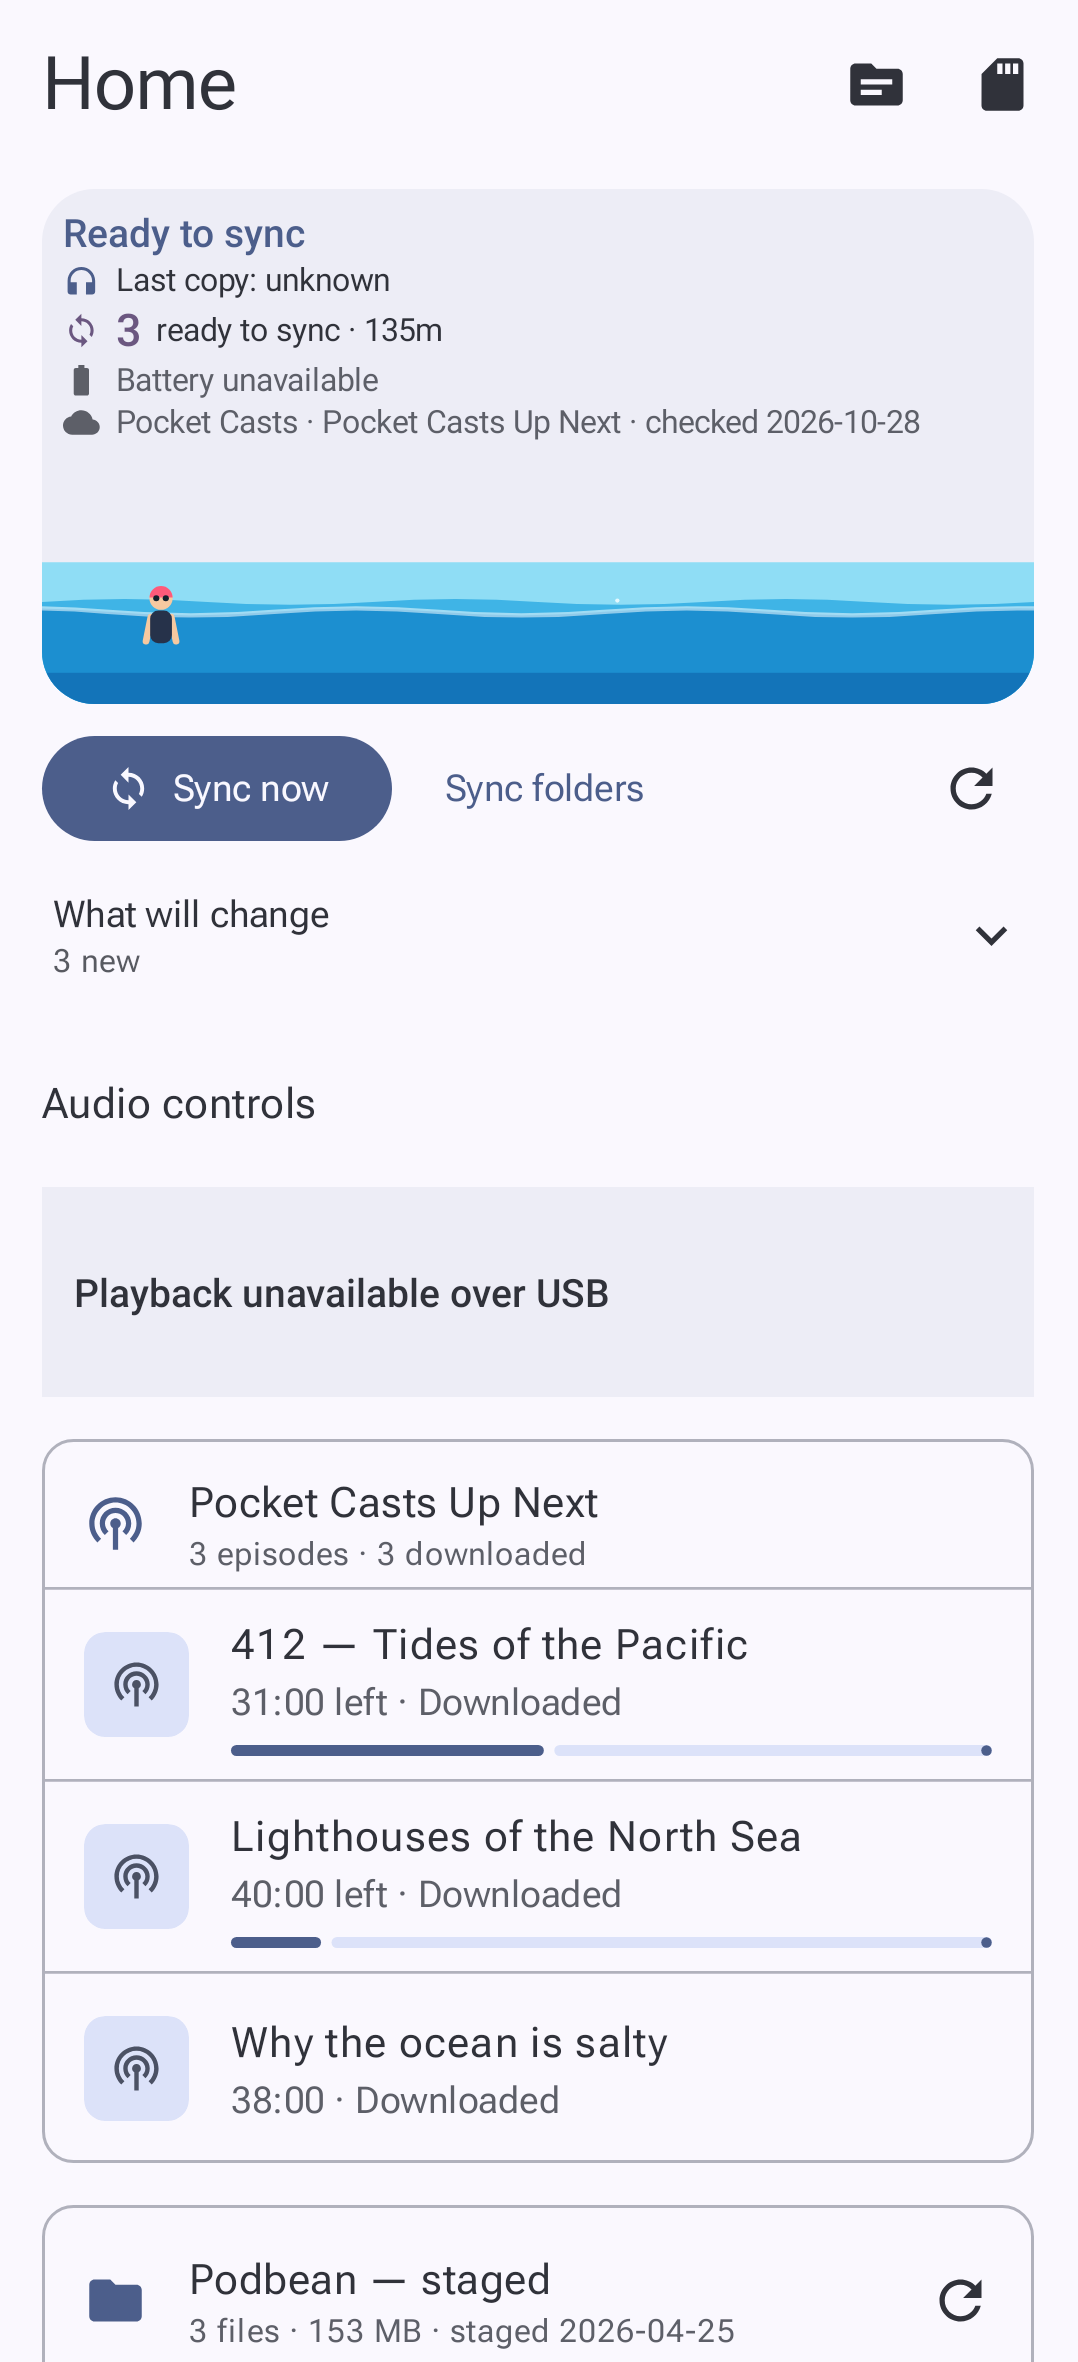 Home
Ready to sync
Last copy: unknown
3 ready to sync · 135m
Battery unavailable
Pocket Casts · Pocket Casts Up Next · checked 2026-10-28
Sync now
Sync folders
What will change
3 new
Audio controls
Playback unavailable over USB
Pocket Casts Up Next
3 episodes · 3 downloaded
412 — Tides of the Pacific
31:00 left · Downloaded
Lighthouses of the North Sea
40:00 left · Downloaded
Why the ocean is salty
38:00 · Downloaded
Podbean — staged
3 files · 153 MB · staged 2026-04-25